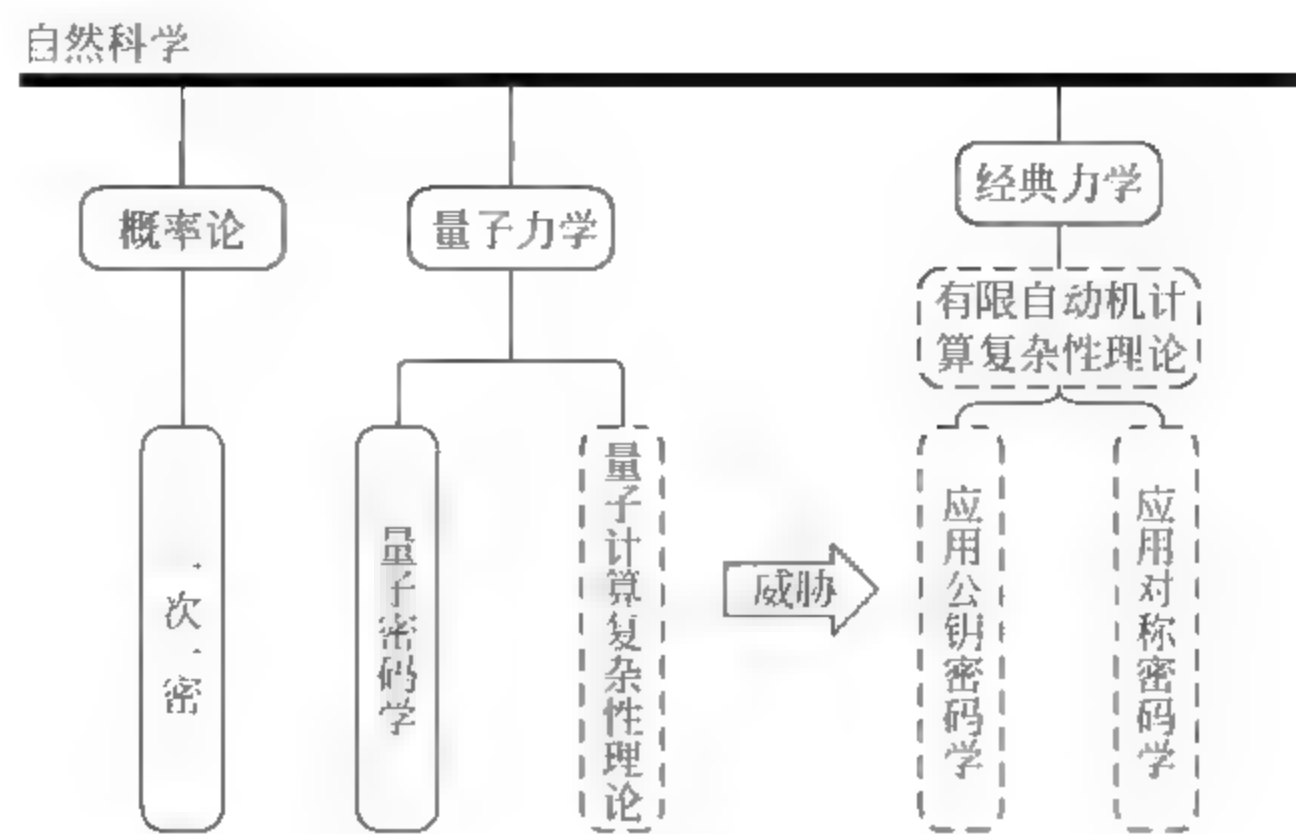 自然科学
概率论
量子力学
经典力学
有限自动机计
算复杂性理论
一次一密
量子密码学
量子计算复杂性理论
威胁
应用公钥密码学
应用对称密码学